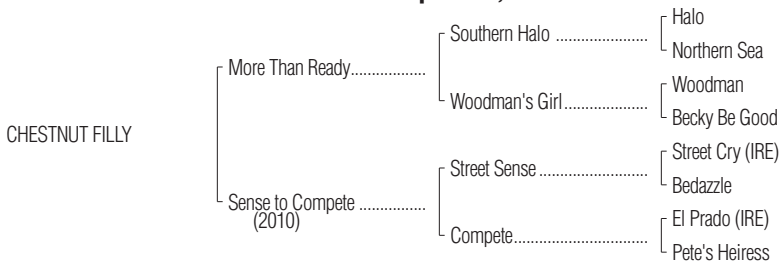 Halo
Southern Halo ......................
Northern Sea
More Than Ready..................
Woodman
Woodman's Girl.....................
Becky Be Good
CHESTNUT FILLY
Street Cry (IRE)
Street Sense ..........................
Bedazzle
Sense to Compete ................
(2010)
El Prado (IRE)
Compete.................................
Pete's Heiress